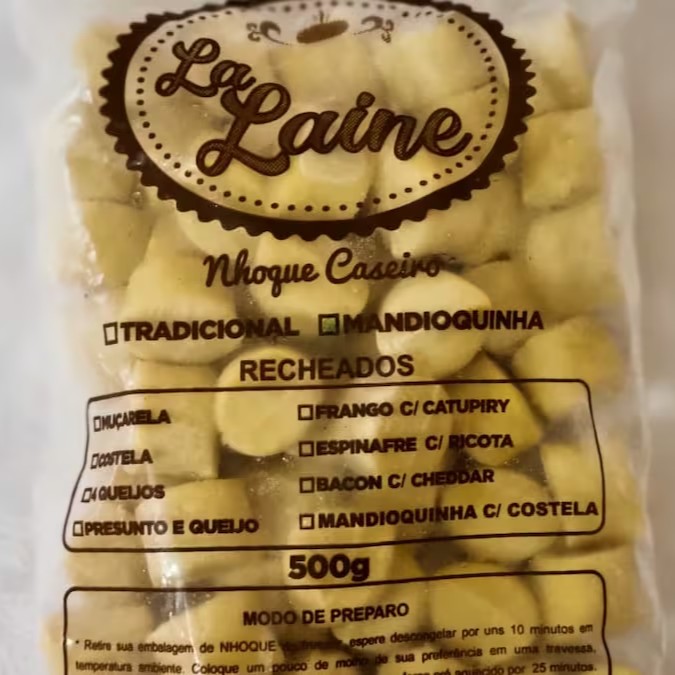 La
Laine
Nhoque Caseiro
TRADICIONAL MANDIOQUINHA
RECHEADOS
MUÇARELA FRANGO C/ CATUPIRY
COSTELA ESPINAFRE C/ RICOTA
4 QUEIJOS BACON C/ CHEDDAR
PRESUNTO E QUEIJO MANDIOQUINHA C/ COSTELA
500g
MODO DE PREPARO
* Retire sua embalagem de NHOQUE espere descongelar por uns 10 minutos em
temperatura ambiente. Coloque um pouco de molho de sua preferência em uma travessa,
aquecido por 25 minutos.